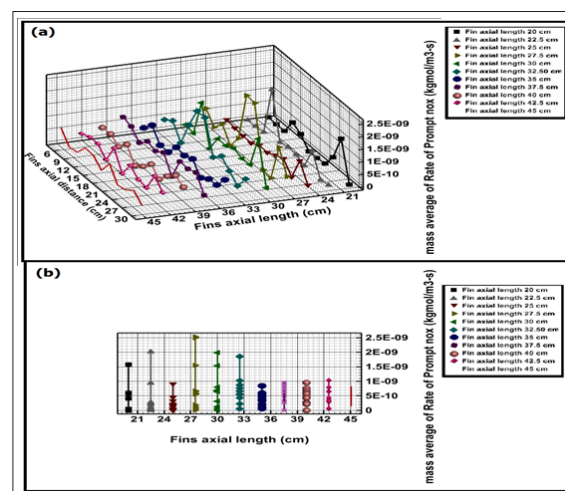 (a)
mass average of Rate of Prompt nox (kgmol/m3-s)
Fin axial length 20 cm
Fin axial length 22.5 cm
Fin axial length 25 cm
Fin axial length 27.5 cm
Fin axial length 30 cm
Fin axial length 32.50 cm
Fin axial length 35 cm
Fin axial length 37.5 cm
Fin axial length 40 cm
Fin axial length 42.5 cm
Fin axial length 45 cm
2.5E-09
2E-09
1.5E-09
1E-09
5E-10
0
6
9
12
15
18
21
24
27
30
Fins axial distance (cm)
45 42 39 36 33 30 27 24 21
Fins axial length (cm)
(b)
mass average of Rate of Prompt nox (kgmol/m3-s)
Fin axial length 20 cm
Fin axial length 22.5 cm
Fin axial length 25 cm
Fin axial length 27.5 cm
Fin axial length 30 cm
Fin axial length 32.50 cm
Fin axial length 35 cm
Fin axial length 37.5 cm
Fin axial length 40 cm
Fin axial length 42.5 cm
Fin axial length 45 cm
2.5E-09
2E-09
1.5E-09
1E-09
5E-10
0
21 24 27 30 33 36 39 42 45
Fins axial length (cm)